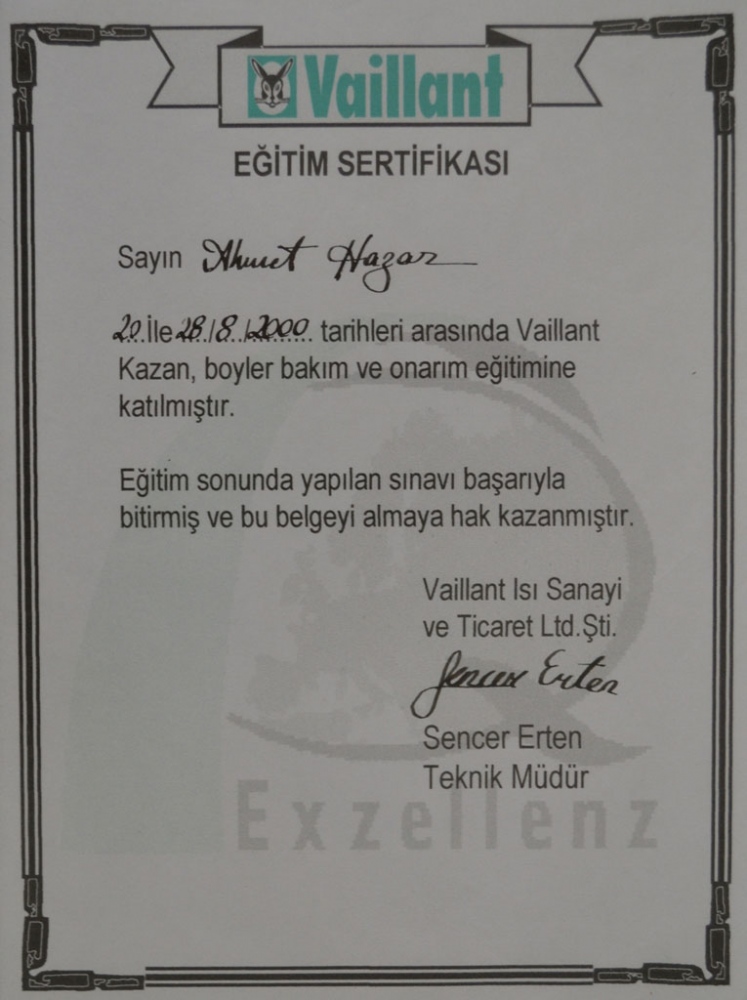 Vaillant
EĞİTİM SERTİFİKASI
Sayın Ahmet Hazar
20..İle 28./8../2000.. tarihleri arasında Vaillant
Kazan, boyler bakım ve onarım eğitimine
katılmıştır.
Eğitim sonunda yapılan sınavı başarıyla
bitirmiş ve bu belgeyi almaya hak kazanmıştır.
Vaillant Isı Sanayi
ve Ticaret Ltd.Şti.
Sencer Erten
Sencer Erten
Teknik Müdür
Exzellenz